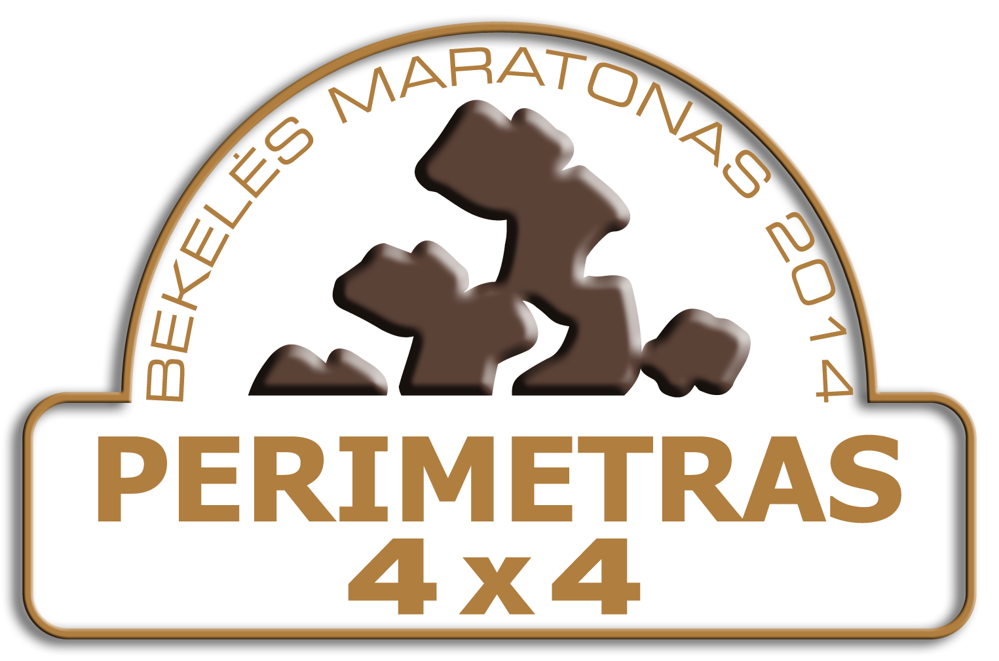 BEKELĖS MARATONAS 2014
PERIMETRAS
4x4